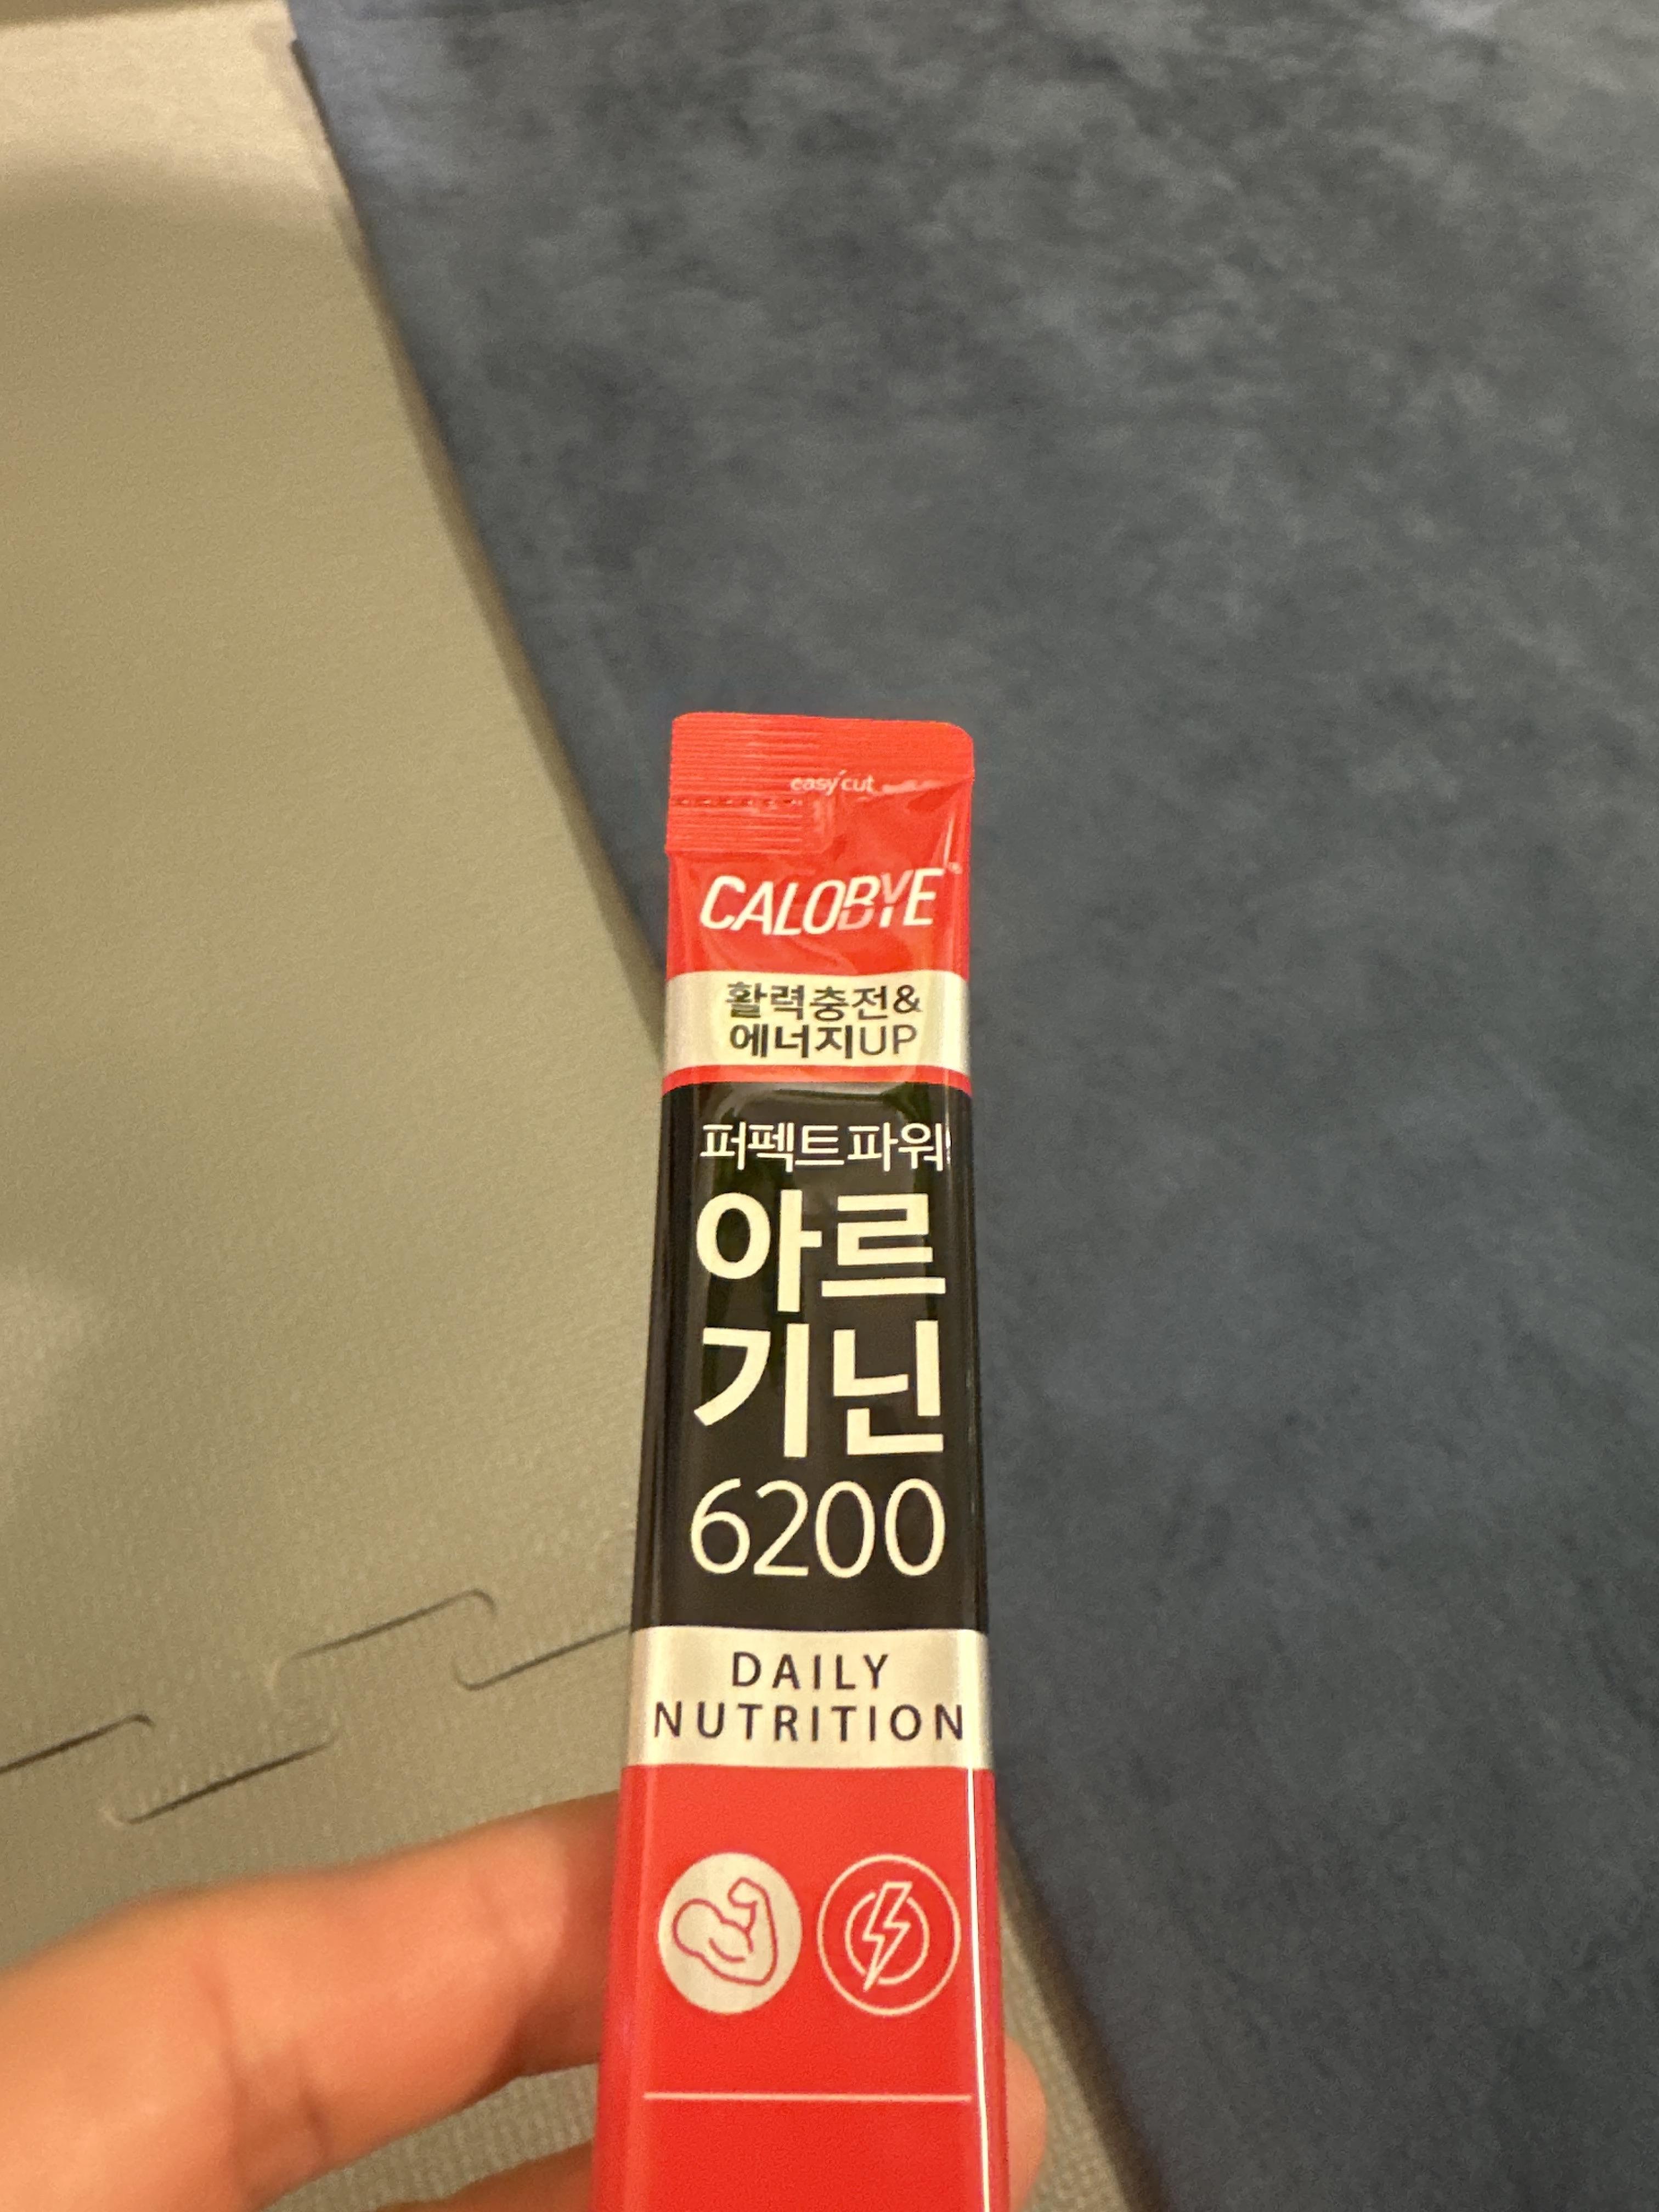 easy cut
CALOBYE
활력충전&
에너지UP
퍼펙트파워
아르
기닌
6200
DAILY
NUTRITION